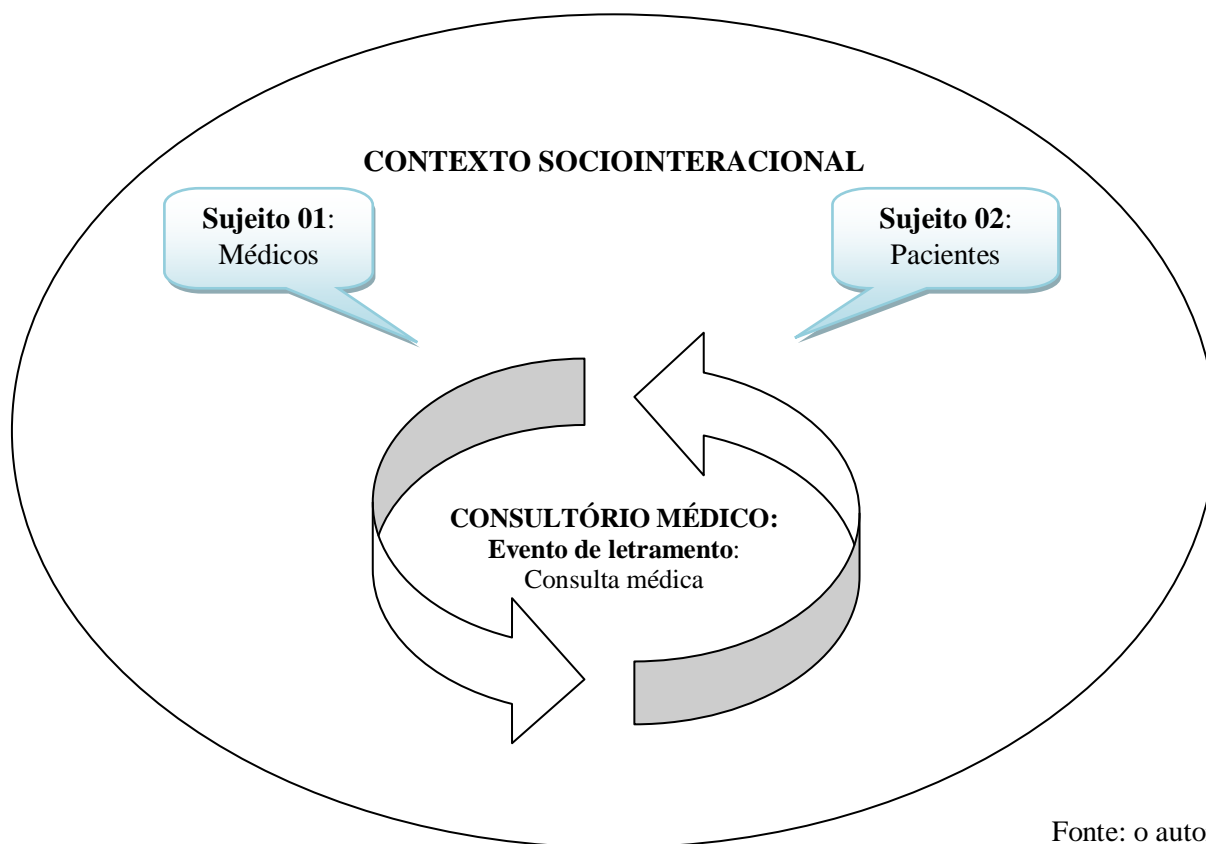 CONTEXTO SOCIOINTERACIONAL
Sujeito 01:
Médicos
Sujeito 02:
Pacientes
CONSULTÓRIO MÉDICO:
Evento de letramento:
Consulta médica
Fonte: o auto